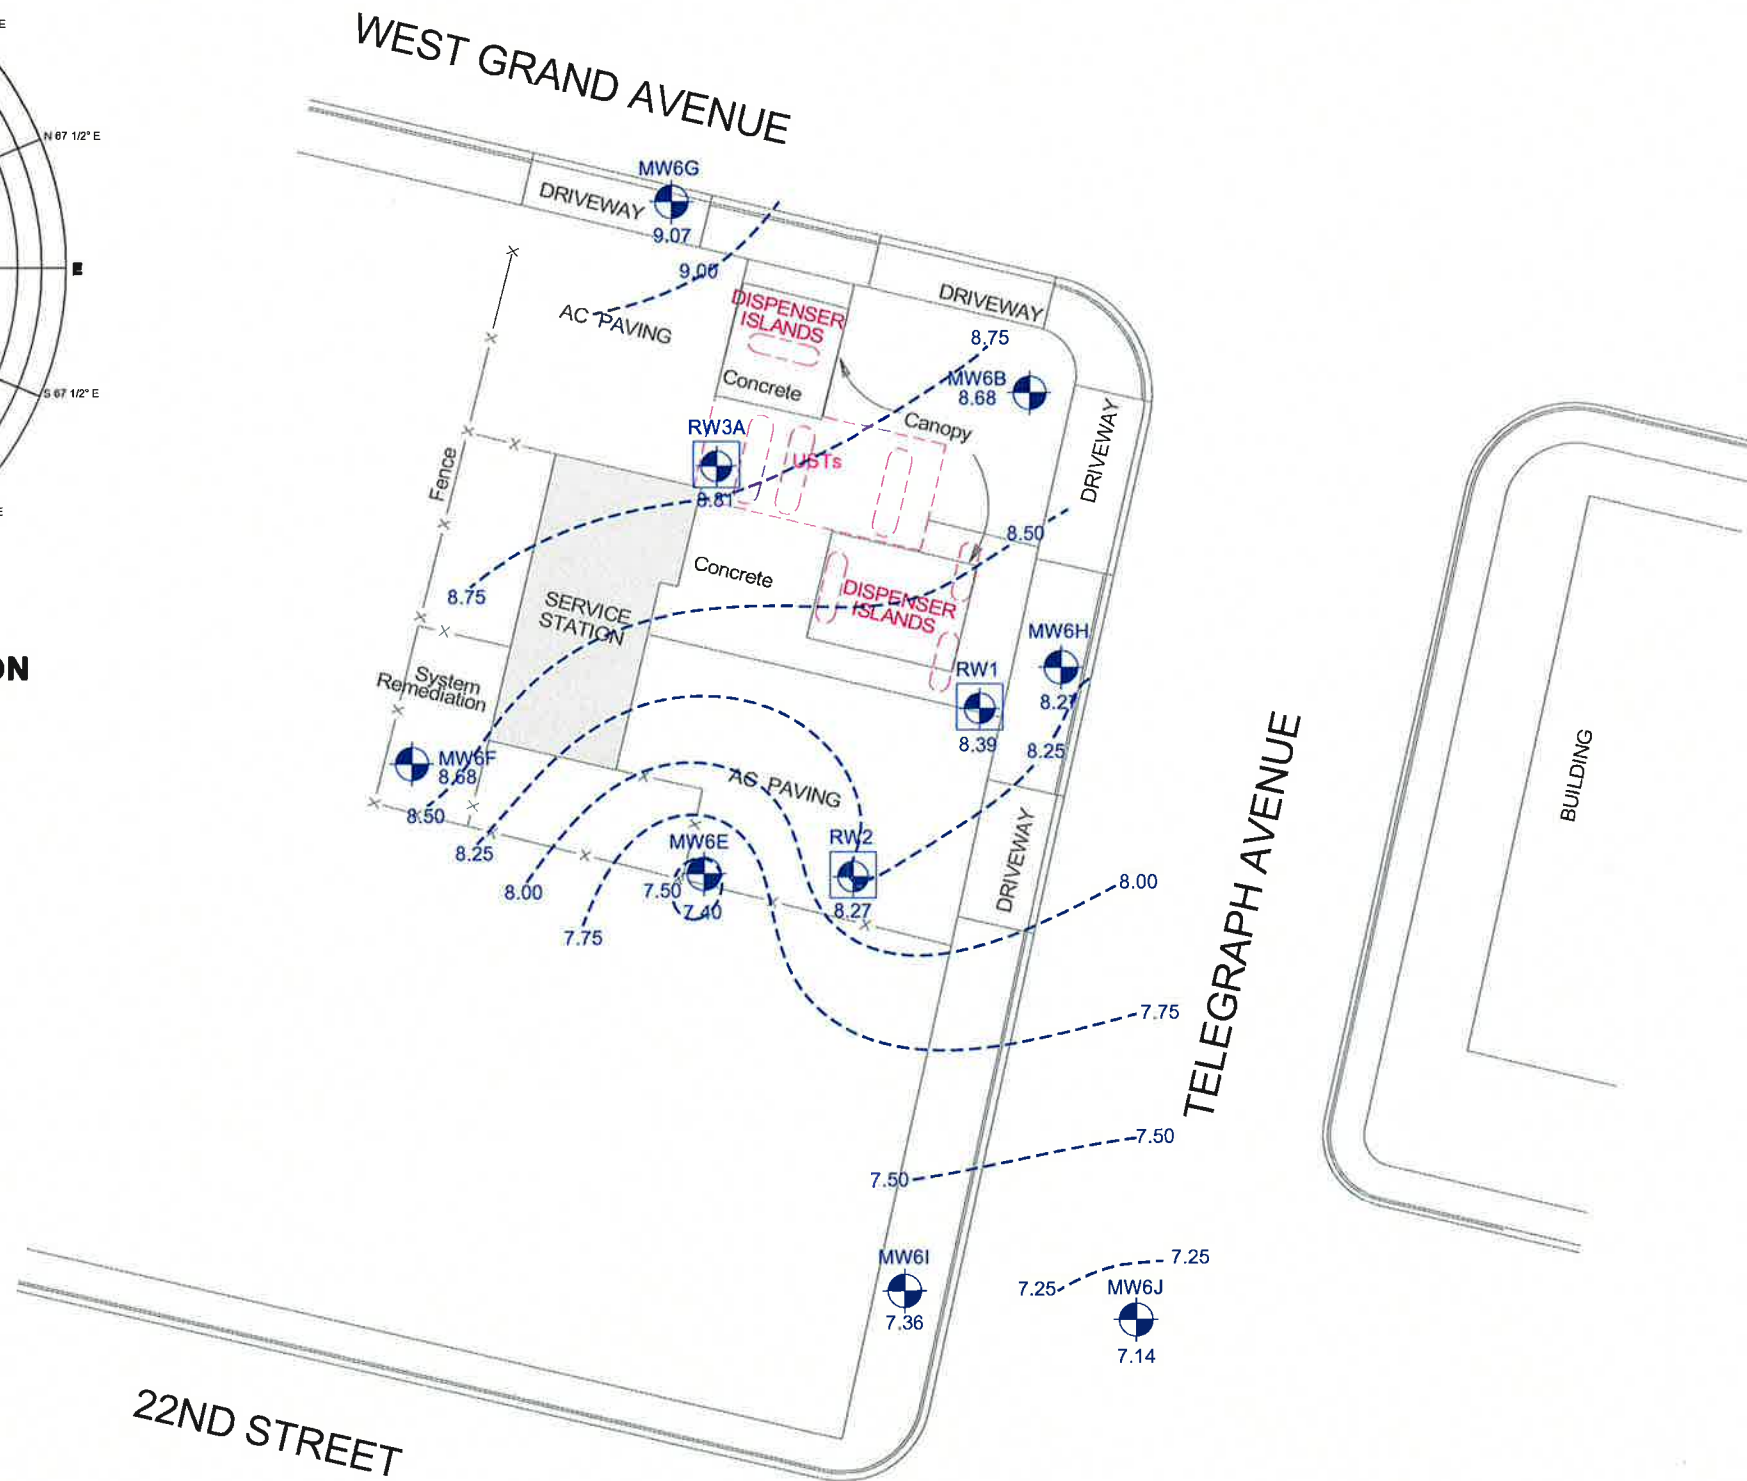 E
WEST GRAND AVENUE
N 67 1/2° E
E
S 67 1/2° E
E
ON
MW6G
DRIVEWAY
9.07
9.00
DISPENSER
ISLANDS
AC PAVING
DRIVEWAY
8.75
MW6B
8.68
Concrete
Canopy
RW3A
USTs
8.81
DRIVEWAY
Fence
8.50
Concrete
8.75
SERVICE
STATION
DISPENSER
ISLANDS
MW6H
8.27
System
Remediation
RW1
8.39
8.25
MW6F
8.68
8.50
AC PAVING
8.25
RW2
8.27
MW6E
7.50
7.40
8.00
7.75
DRIVEWAY
8.00
7.75
TELEGRAPH AVENUE
BUILDING
7.50
7.50
MW6I
7.36
7.25
7.25
MW6J
7.14
22ND STREET